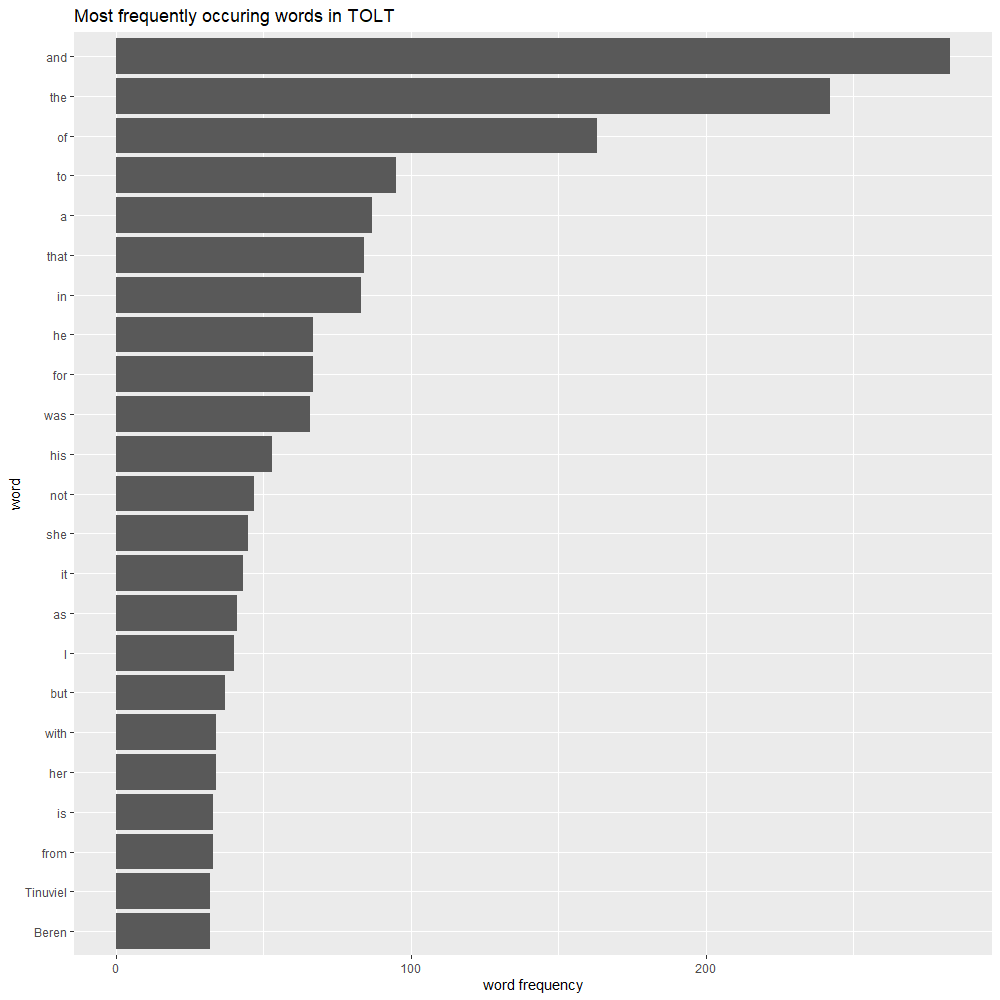 Most frequently occuring words in TOLT
and
the
of
to
a
that
in
he
for
was
his
not
she
it
as
I
but
with
her
is
from
Tinuviel
Beren
word
0 100 200
word frequency